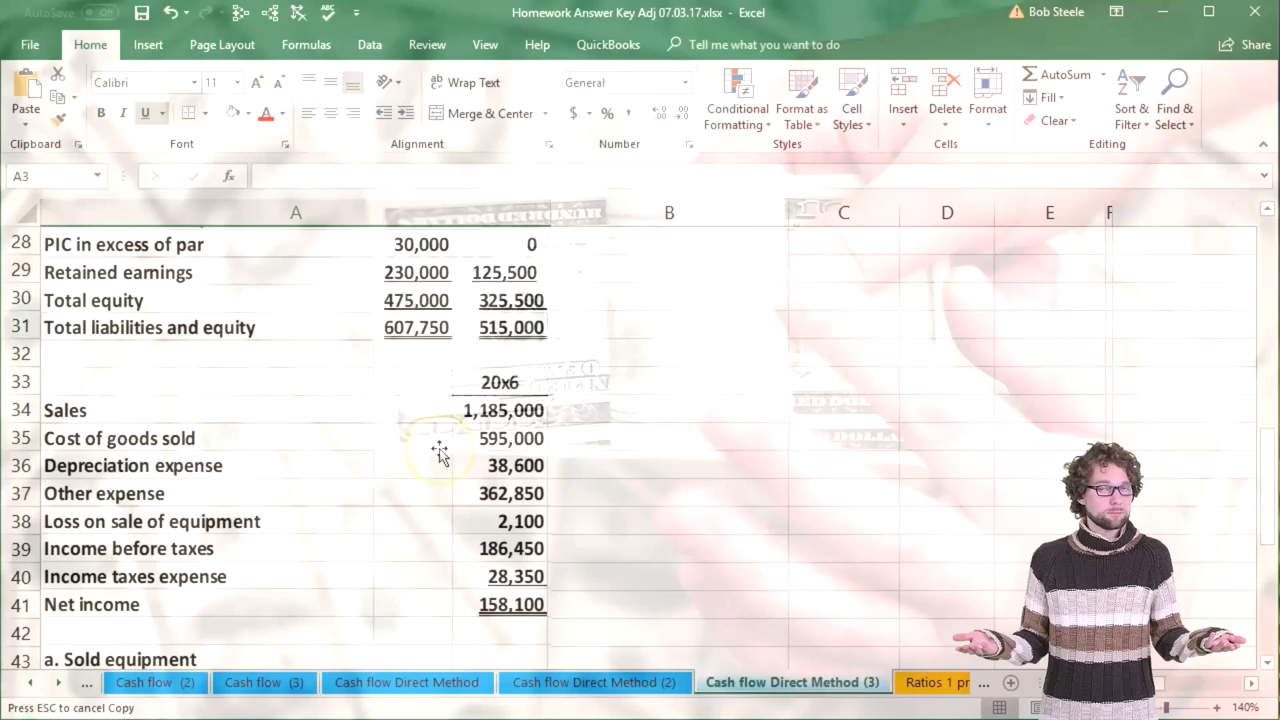 AutoSave Off Homework Answer Key Adj 07.03.17.xlsx - Excel Bob Steele
File Home Insert Page Layout Formulas Data Review View Help QuickBooks Tell me what you want to do Share
Paste Calibri 11 Wrap Text General Conditional Formatting Format as Table Cell Styles Insert Delete Format AutoSum Sort & Filter Find & Select
B I U A Merge & Center $ % , Fill
Clear
Clipboard Font Alignment Number Styles Cells Editing
A3 fx
A B C D E F
28 PIC in excess of par 30,000 0
29 Retained earnings 230,000 125,500
30 Total equity 475,000 325,500
31 Total liabilities and equity 607,750 515,000
32
33 20x6
34 Sales 1,185,000
35 Cost of goods sold 595,000
36 Depreciation expense 38,600
37 Other expense 362,850
38 Loss on sale of equipment 2,100
39 Income before taxes 186,450
40 Income taxes expense 28,350
41 Net income 158,100
42
43 a. Sold equipment
... Cash flow (2) Cash flow (3) Cash flow Direct Method Cash flow Direct Method (2) Cash flow Direct Method (3) Ratios 1 pr ...
Press ESC to cancel Copy 140%